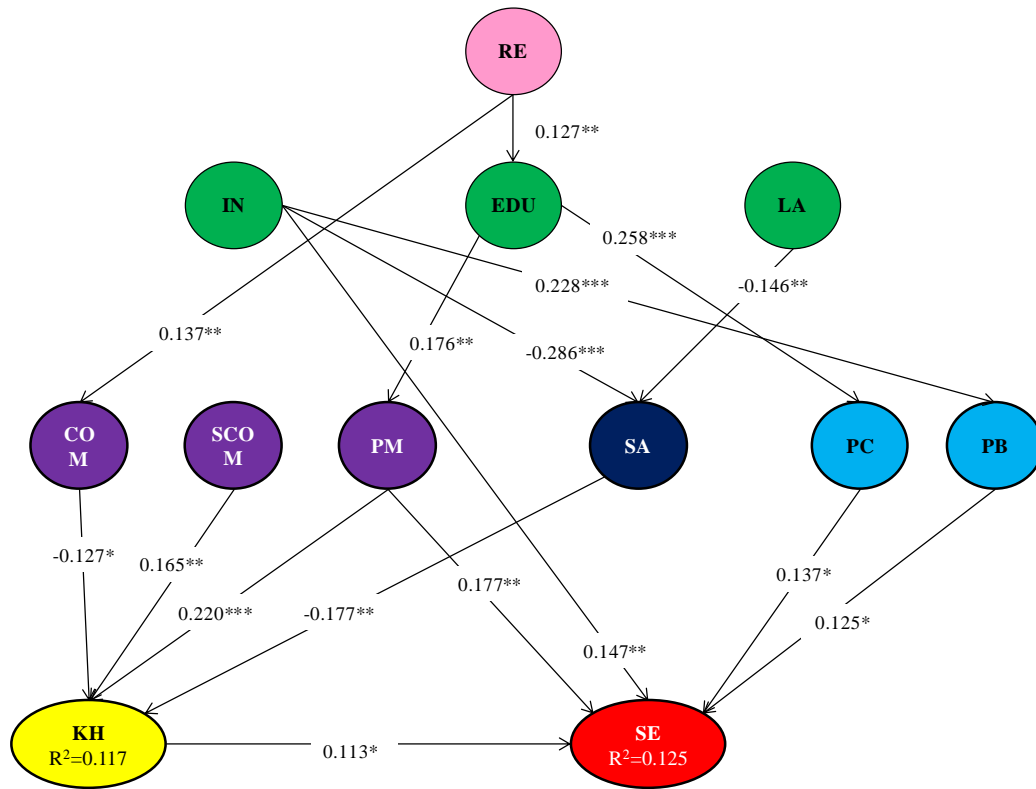 RE
0.127**
IN
EDU
LA
0.258***
-0.146**
0.228***
0.137**
0.176**
-0.286***
CO
M
SCO
M
PM
SA
PC
PB
-0.127*
0.165**
0.177**
0.137*
0.220***
-0.177**
0.125*
0.147**
KH
R²=0.117
0.113*
SE
R²=0.125